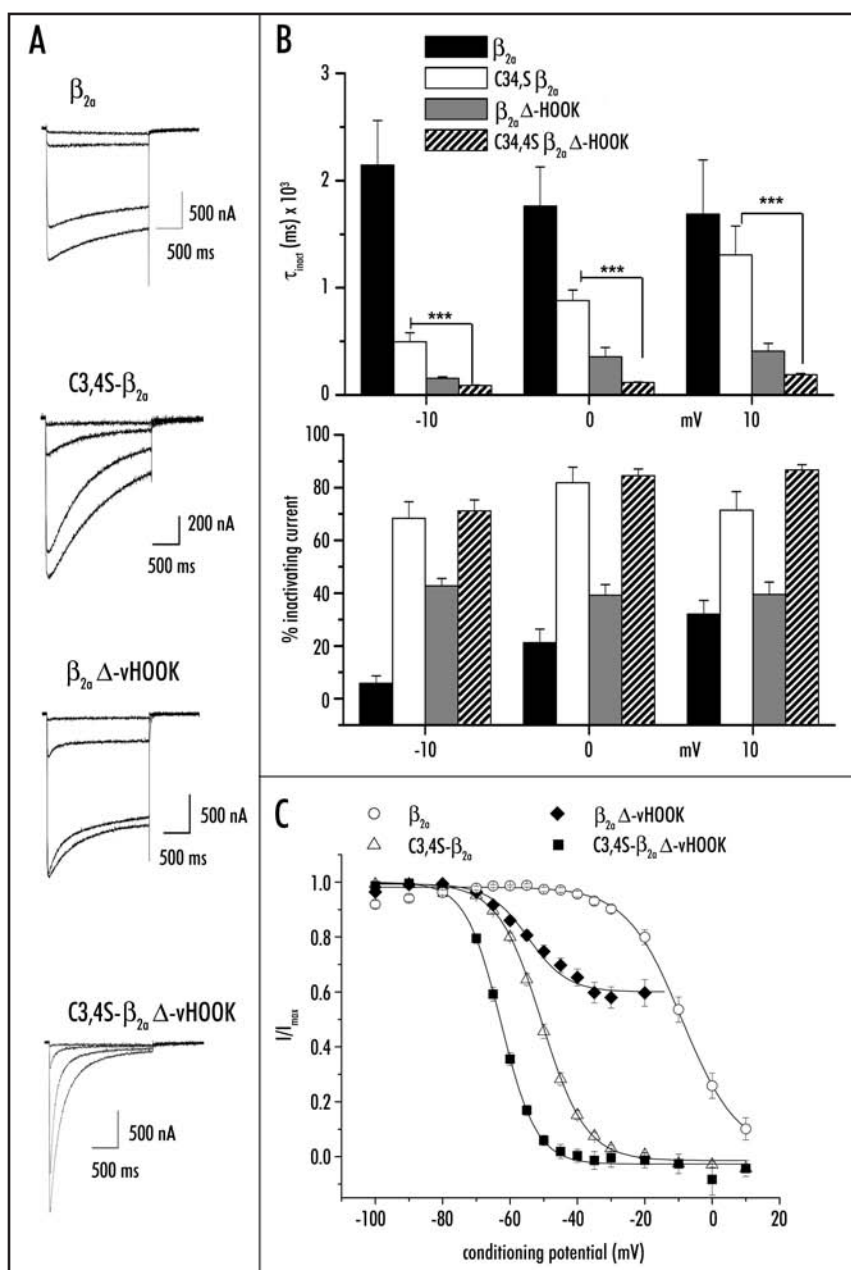 A
β2a
500 nA
500 ms
C3,4S-β2a
200 nA
500 ms
β2a Δ-vHOOK
500 nA
500 ms
C3,4S-β2a Δ-vHOOK
500 nA
500 ms
B
β2a
C34,S β2a
β2a Δ-HOOK
C34,4S β2a Δ-HOOK
3
2
1
0
τinact (ms) x 10³
***
***
***
-10
0
mV
10
100
80
60
40
20
0
% inactivating current
-10
0
mV
10
C
β2a
β2a Δ-vHOOK
C3,4S-β2a
C3,4S-β2a Δ-vHOOK
1.0
0.8
0.6
0.4
0.2
0.0
I/Imax
-100
-80
-60
-40
-20
0
20
conditioning potential (mV)